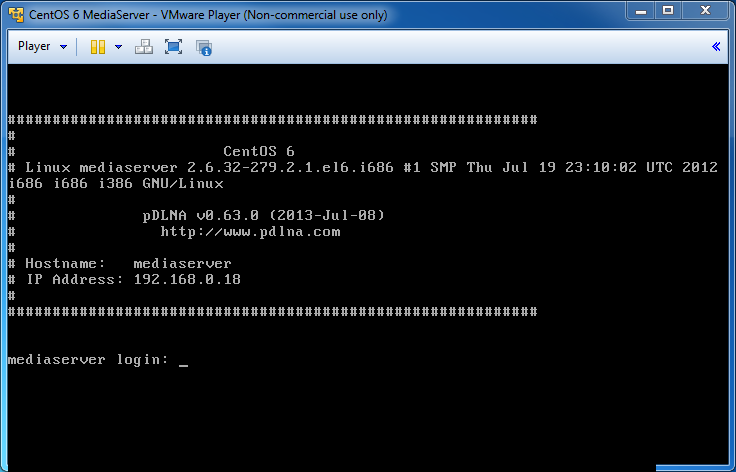 CentOS 6 MediaServer - VMware Player (Non-commercial use only)
Player
###########################################################
#
# CentOS 6
# Linux mediaserver 2.6.32-279.2.1.el6.i686 #1 SMP Thu Jul 19 23:10:02 UTC 2012
i686 i686 i386 GNU/Linux
#
# pDLNA v0.63.0 (2013-Jul-08)
# http://www.pdlna.com
#
# Hostname: mediaserver
# IP Address: 192.168.0.18
#
###########################################################
mediaserver login: _